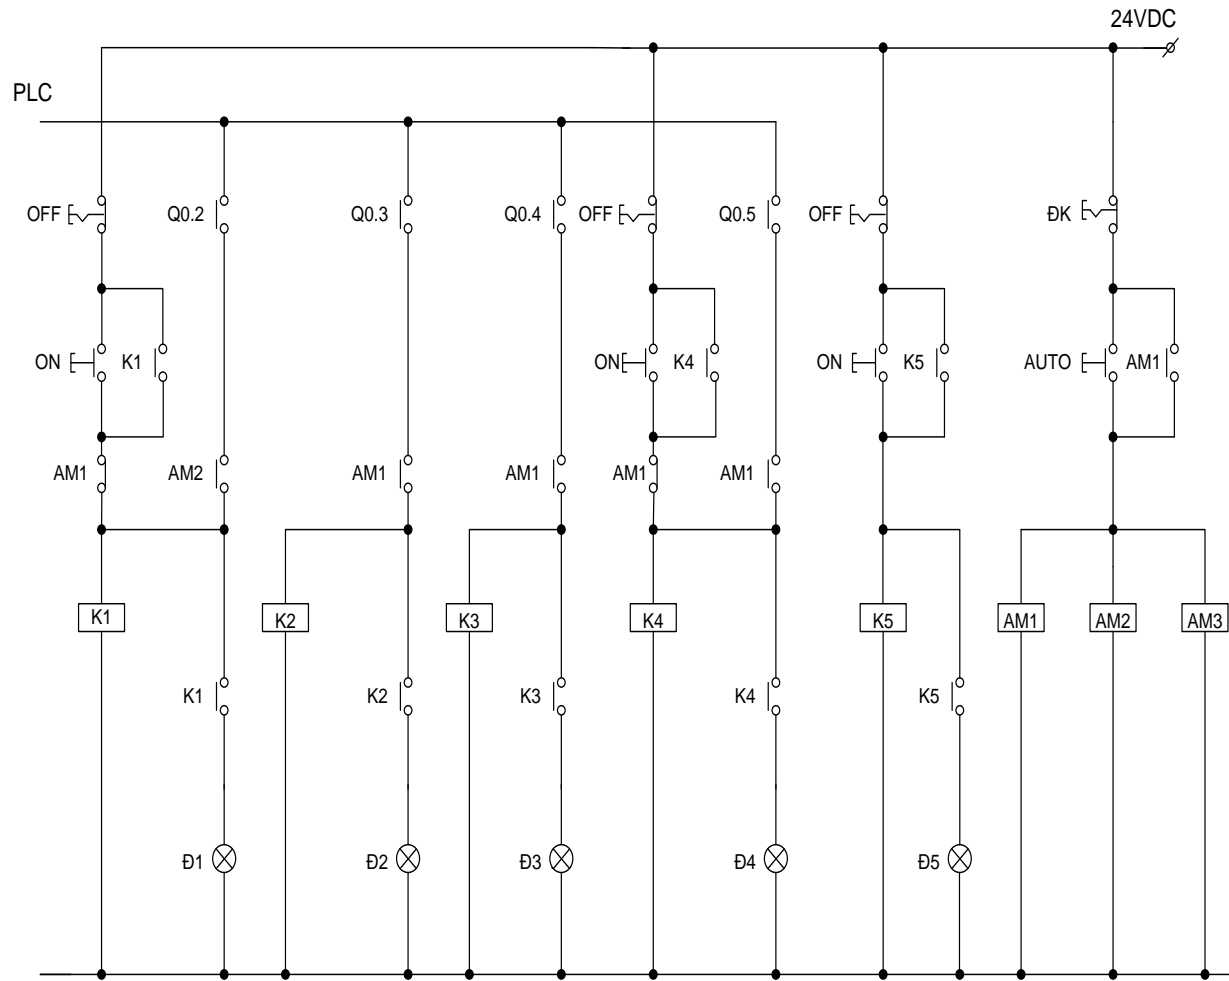 24VDC
PLC
OFF Q0.2 Q0.3 Q0.4 OFF Q0.5 OFF ĐK
ON K1 ON K4 ON K5 AUTO AM1
AM1 AM2 AM1 AM1 AM1 AM1
K1 K2 K3 K4 K5 AM1 AM2 AM3
K1 K2 K3 K4 K5
Đ1 Đ2 Đ3 Đ4 Đ5